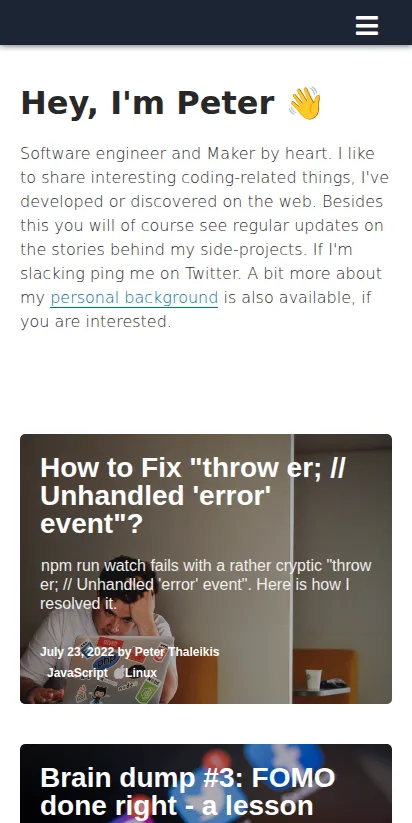 Hey, I'm Peter 👋
Software engineer and Maker by heart. I like
to share interesting coding-related things, I've
developed or discovered on the web. Besides
this you will of course see regular updates on
the stories behind my side-projects. If I'm
slacking ping me on Twitter. A bit more about
my personal background is also available, if
you are interested.
How to Fix "throw er; //
Unhandled 'error'
event"?
npm run watch fails with a rather cryptic "throw
er; // Unhandled 'error' event". Here is how I
resolved it.
July 23, 2022 by Peter Thaleikis
JavaScript Linux
Brain dump #3: FOMO
done right - a lesson